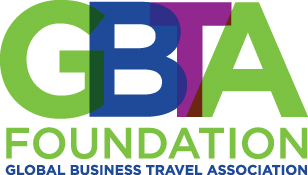 GBTA
FOUNDATION
GLOBAL BUSINESS TRAVEL ASSOCIATION